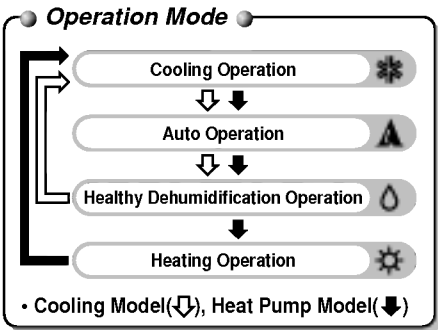 Operation Mode
Cooling Operation
Auto Operation
Healthy Dehumidification Operation
Heating Operation
• Cooling Model(⇩), Heat Pump Model(⬇)